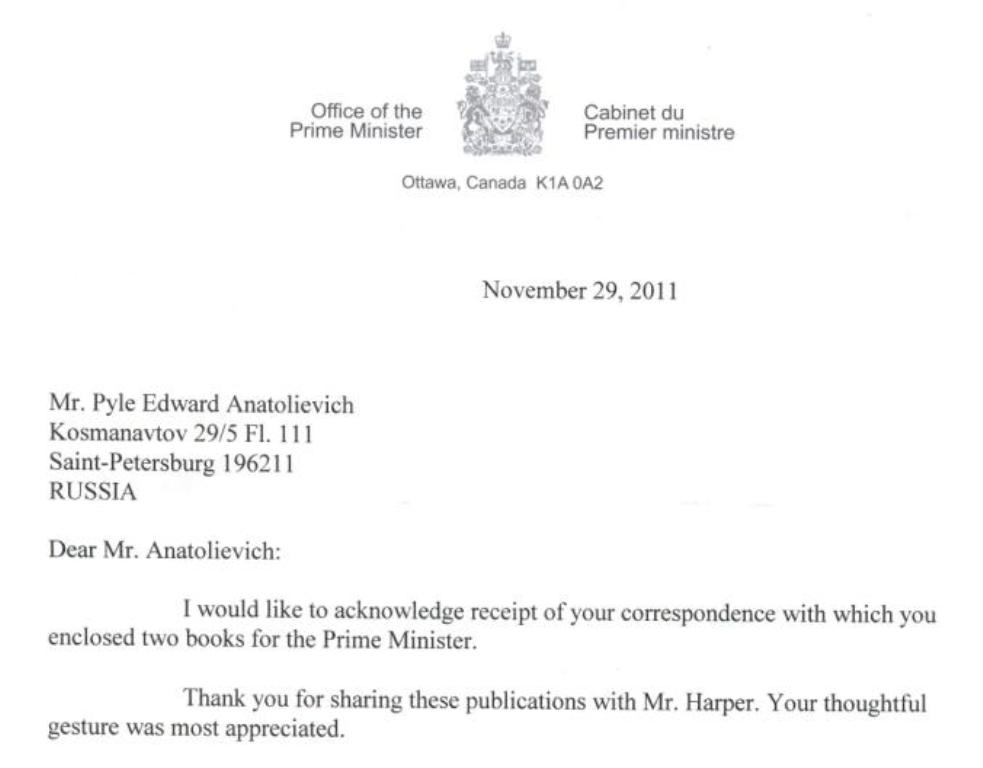 Office of the
Prime Minister
Cabinet du
Premier ministre
Ottawa, Canada K1A 0A2
November 29, 2011
Mr. Pyle Edward Anatolievich
Kosmanavtov 29/5 Fl. 111
Saint-Petersburg 196211
RUSSIA
Dear Mr. Anatolievich:
I would like to acknowledge receipt of your correspondence with which you
enclosed two books for the Prime Minister.
Thank you for sharing these publications with Mr. Harper. Your thoughtful
gesture was most appreciated.